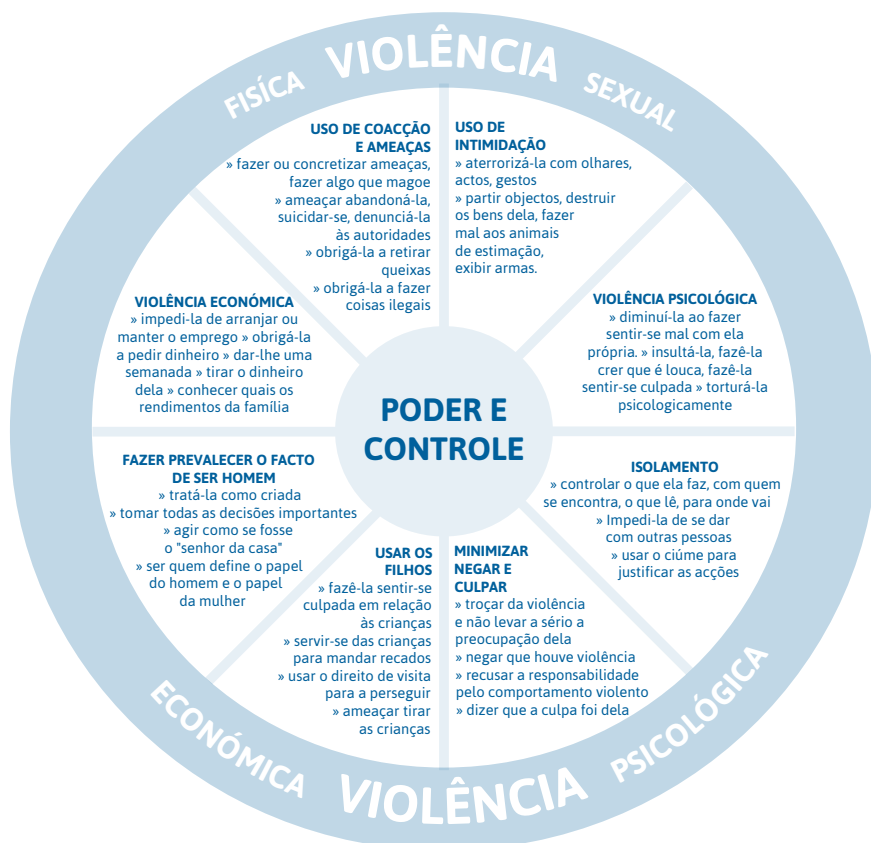 VIOLÊNCIA
FISÍCA
SEXUAL
USO DE COACÇÃO
E AMEAÇAS
» fazer ou concretizar ameaças,
fazer algo que magoe
» ameaçar abandoná-la,
suicidar-se, denunciá-la
às autoridades
» obrigá-la a retirar
queixas
» obrigá-la a fazer
coisas ilegais
USO DE
INTIMIDAÇÃO
» aterrorizá-la com olhares,
actos, gestos
» partir objectos, destruir
os bens dela, fazer
mal aos animais
de estimação,
exibir armas.
VIOLÊNCIA ECONÓMICA
» impedi-la de arranjar ou
manter o emprego » obrigá-la
a pedir dinheiro » dar-lhe uma
semanada » tirar o dinheiro
dela » conhecer quais os
rendimentos da família
VIOLÊNCIA PSICOLÓGICA
» diminuí-la ao fazer
sentir-se mal com ela
própria. » insultá-la, fazê-la
crer que é louca, fazê-la
sentir-se culpada » torturá-la
psicologicamente
PODER E
CONTROLE
FAZER PREVALECER O FACTO
DE SER HOMEM
» tratá-la como criada
» tomar todas as decisões importantes
» agir como se fosse
o "senhor da casa"
» ser quem define o papel
do homem e o papel
da mulher
ISOLAMENTO
» controlar o que ela faz, com quem
se encontra, o que lê, para onde vai
» Impedi-la de se dar
com outras pessoas
» usar o ciúme para
justificar as acções
USAR OS
FILHOS
» fazê-la sentir-se
culpada em relação
às crianças
» servir-se das crianças
para mandar recados
» usar o direito de visita
para a perseguir
» ameaçar tirar
as crianças
MINIMIZAR
NEGAR E
CULPAR
» troçar da violência
e não levar a sério a
preocupação dela
» negar que houve violência
» recusar a responsabilidade
pelo comportamento violento
» dizer que a culpa foi dela
ECONÓMICA
VIOLÊNCIA
PSICOLÓGICA